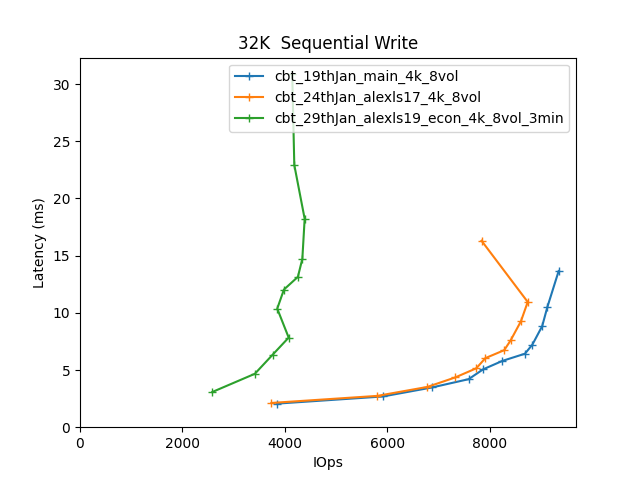 32K  Sequential Write
cbt_19thJan_main_4k_8vol
cbt_24thJan_alexls17_4k_8vol
cbt_29thJan_alexls19_econ_4k_8vol_3min
Latency (ms)
30
25
20
15
10
5
0
0 2000 4000 6000 8000
IOps